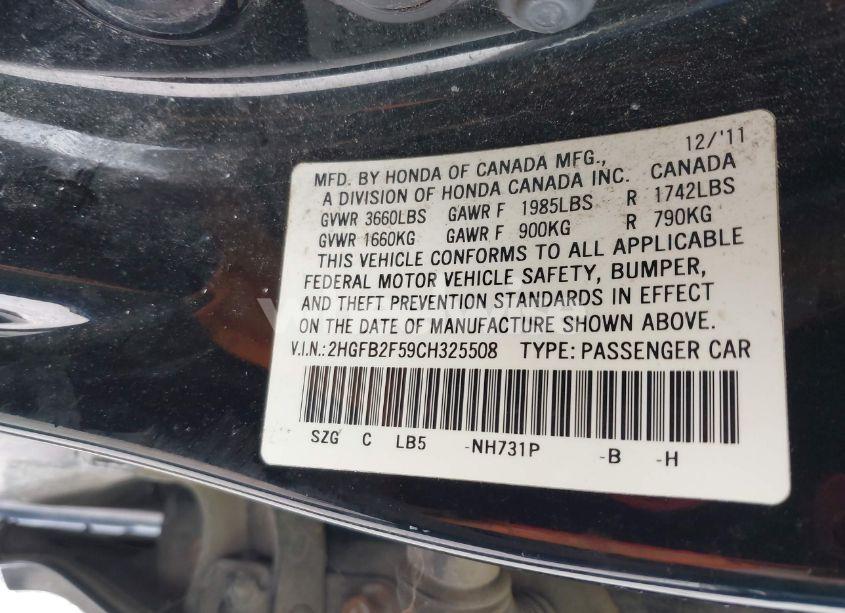 12/'11
MFD. BY HONDA OF CANADA MFG.,
A DIVISION OF HONDA CANADA INC. CANADA
GVWR 3660LBS GAWR F 1985LBS R 1742LBS
GVWR 1660KG GAWR F 900KG R 790KG
THIS VEHICLE CONFORMS TO ALL APPLICABLE
FEDERAL MOTOR VEHICLE SAFETY, BUMPER,
AND THEFT PREVENTION STANDARDS IN EFFECT
ON THE DATE OF MANUFACTURE SHOWN ABOVE.
V.I.N.: 2HGFB2F59CH325508 TYPE: PASSENGER CAR
SZG C LB5 -NH731P -B -H